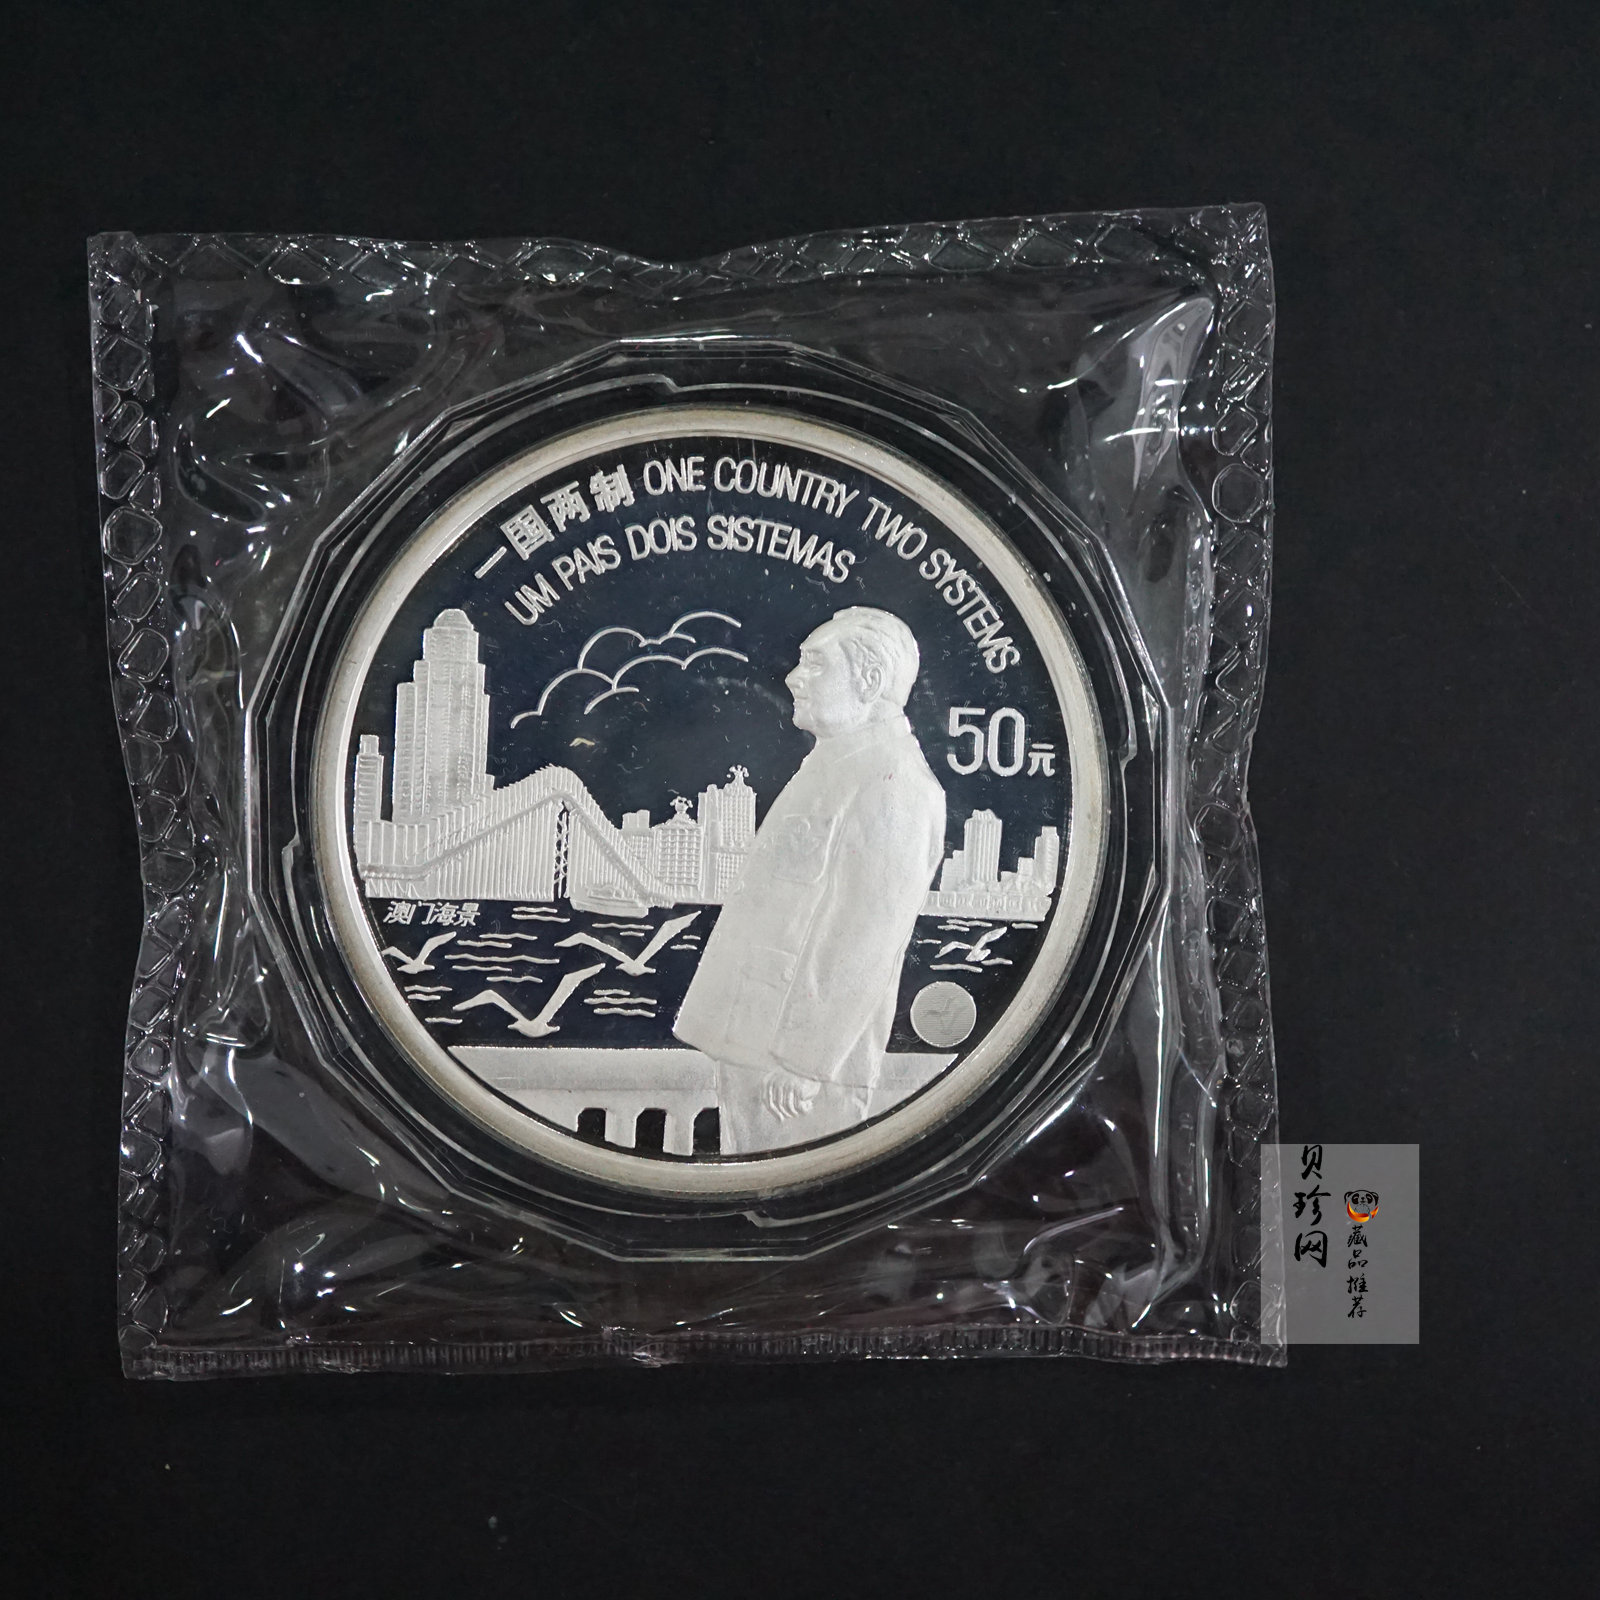 一国两制 ONE COUNTRY TWO SYSTEMS
UM PAIS DOIS SISTEMAS
50元
澳门海景
贝珍网
藏品推荐